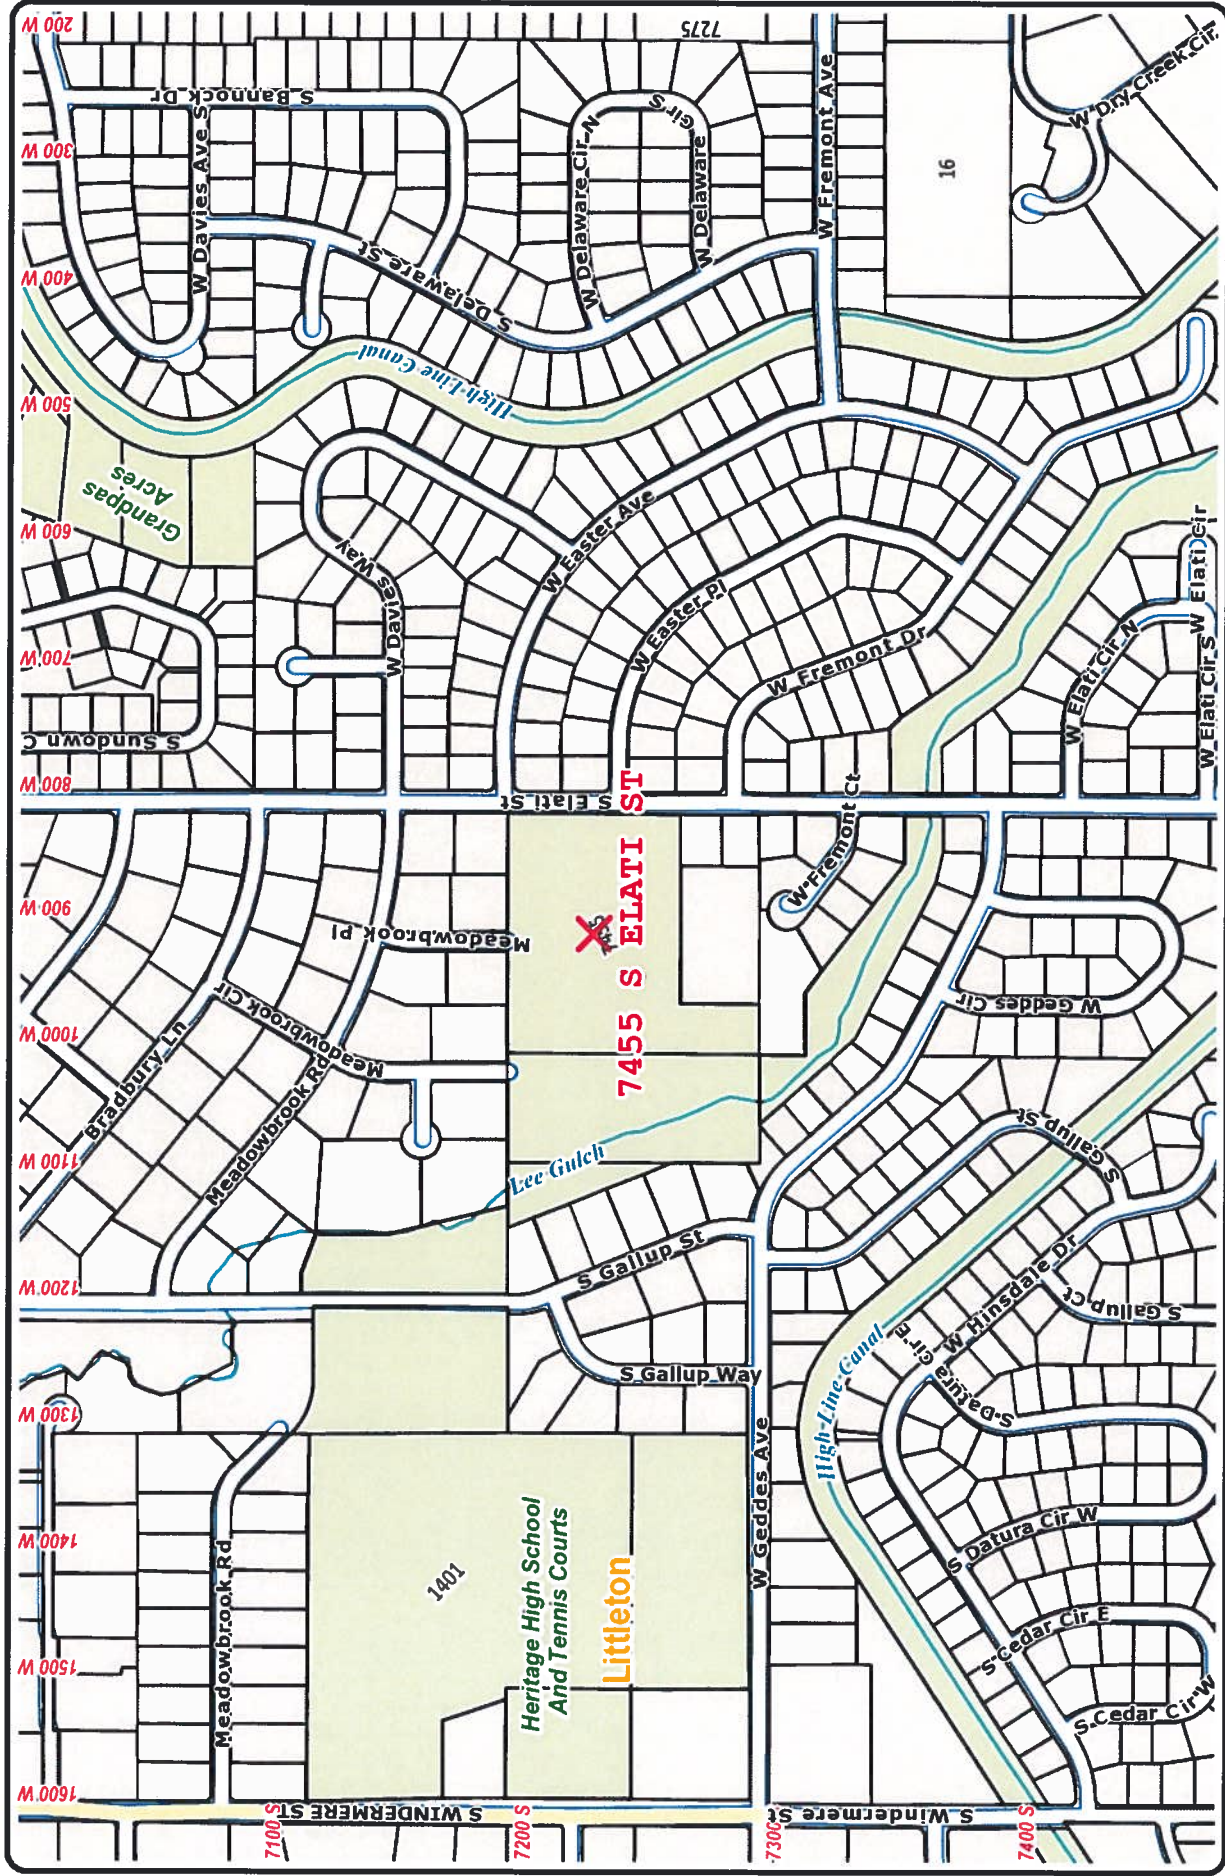 200 W
300 W
400 W
500 W
600 W
700 W
800 W
900 W
1000 W
1100 W
1200 W
1300 W
1400 W
1500 W
1600 W
7100 S
7200 S
7300
7400 S
7275
16
1401
S Bannock Dr
W Davies Ave S
S Delaware St
W Delaware Cir N
W Delaware
Cir S
W Fremont Ave
W Dry Creek Cir
High-Line Canal
Grandpas
Acres
W Davies Way
W Easter Ave
W Easter Pl
W Fremont Dr
S Sundown C
S Elati St
W Elati Cir N
W Elati Cir
W Elati Cir S
W Fremont Ct
Meadowbrook Pl
Meadowbrook Cir
Bradbury Ln
Meadowbrook Rd
7455 S ELATI ST
W Geddes Cir
Lee Gulch
S Gallup St
S Gallup St
S Gallup Way
W Hinsdale Dr
S Gallup Ct
High-Line Canal
S Datura Cir E
S Datura Cir W
S Cedar Cir E
S Cedar Cir W
W Geddes Ave
Meadowbrook Rd
Heritage High School
And Tennis Courts
Littleton
S WINDERMERE ST
S Windermere St